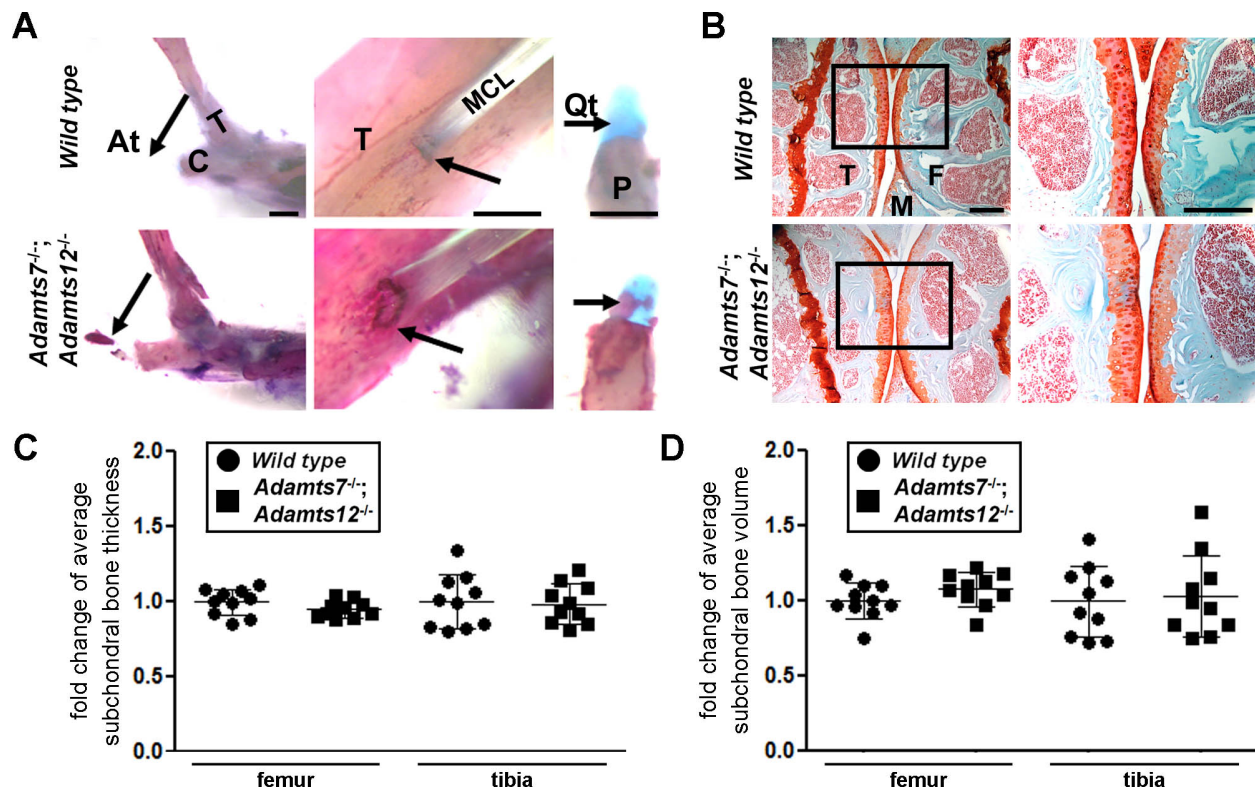 A
Wild type
At
T
C
T
MCL
Qt
P
Adamts7-/-;
Adamts12-/-
B
Wild type
T
F
M
Adamts7-/-;
Adamts12-/-
C
fold change of average
subchondral bone thickness
2.0
1.5
1.0
0.5
0.0
Wild type
Adamts7-/-;
Adamts12-/-
femur
tibia
D
fold change of average
subchondral bone volume
2.0
1.5
1.0
0.5
0.0
Wild type
Adamts7-/-;
Adamts12-/-
femur
tibia